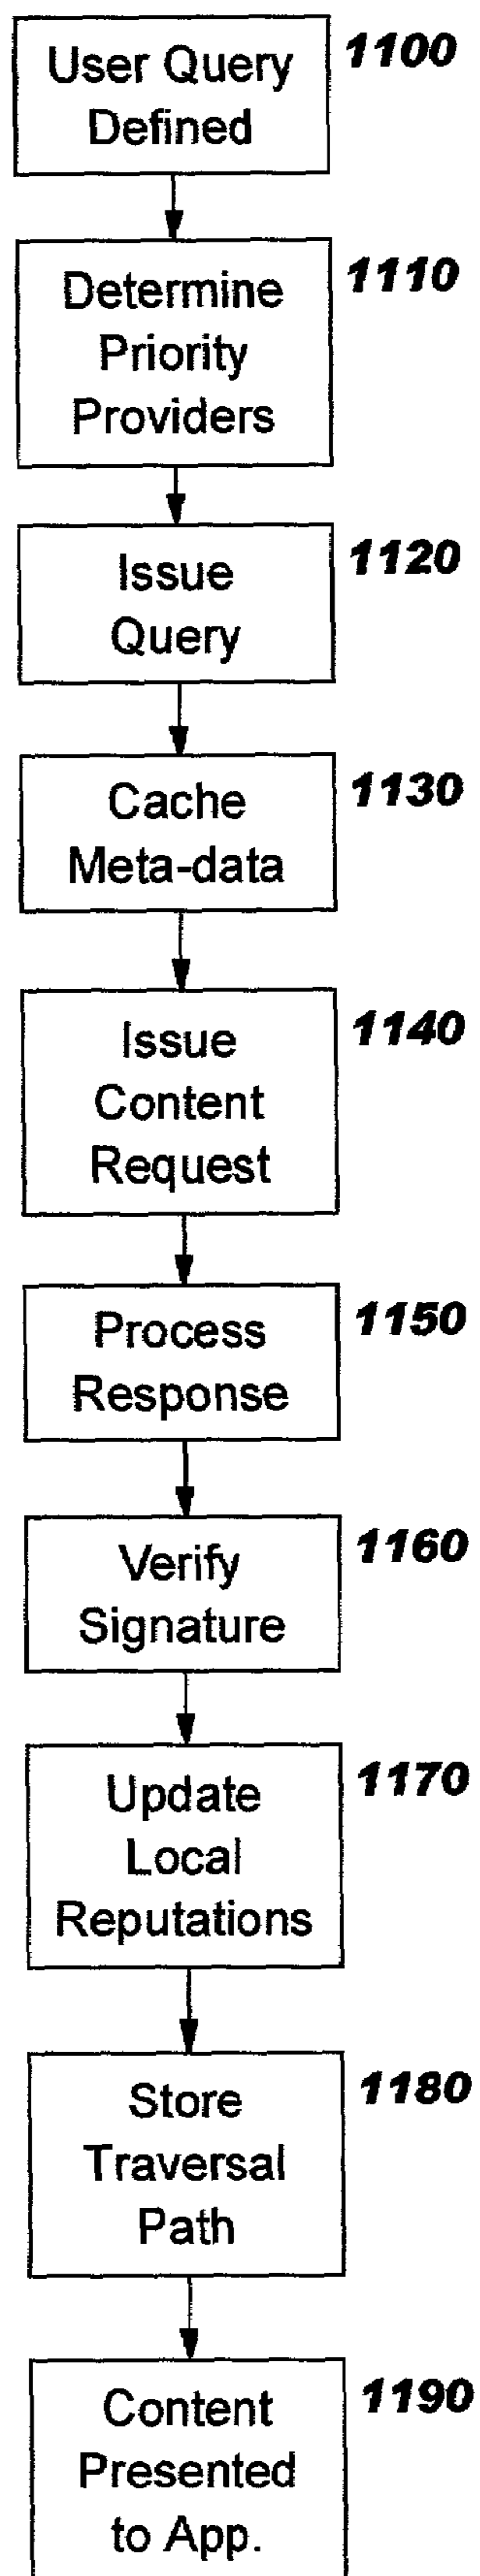 User Query
Defined
1100
Determine
Priority
Providers
1110
Issue
Query
1120
Cache
Meta-data
1130
Issue
Content
Request
1140
Process
Response
1150
Verify
Signature
1160
Update
Local
Reputations
1170
Store
Traversal
Path
1180
Content
Presented
to App.
1190